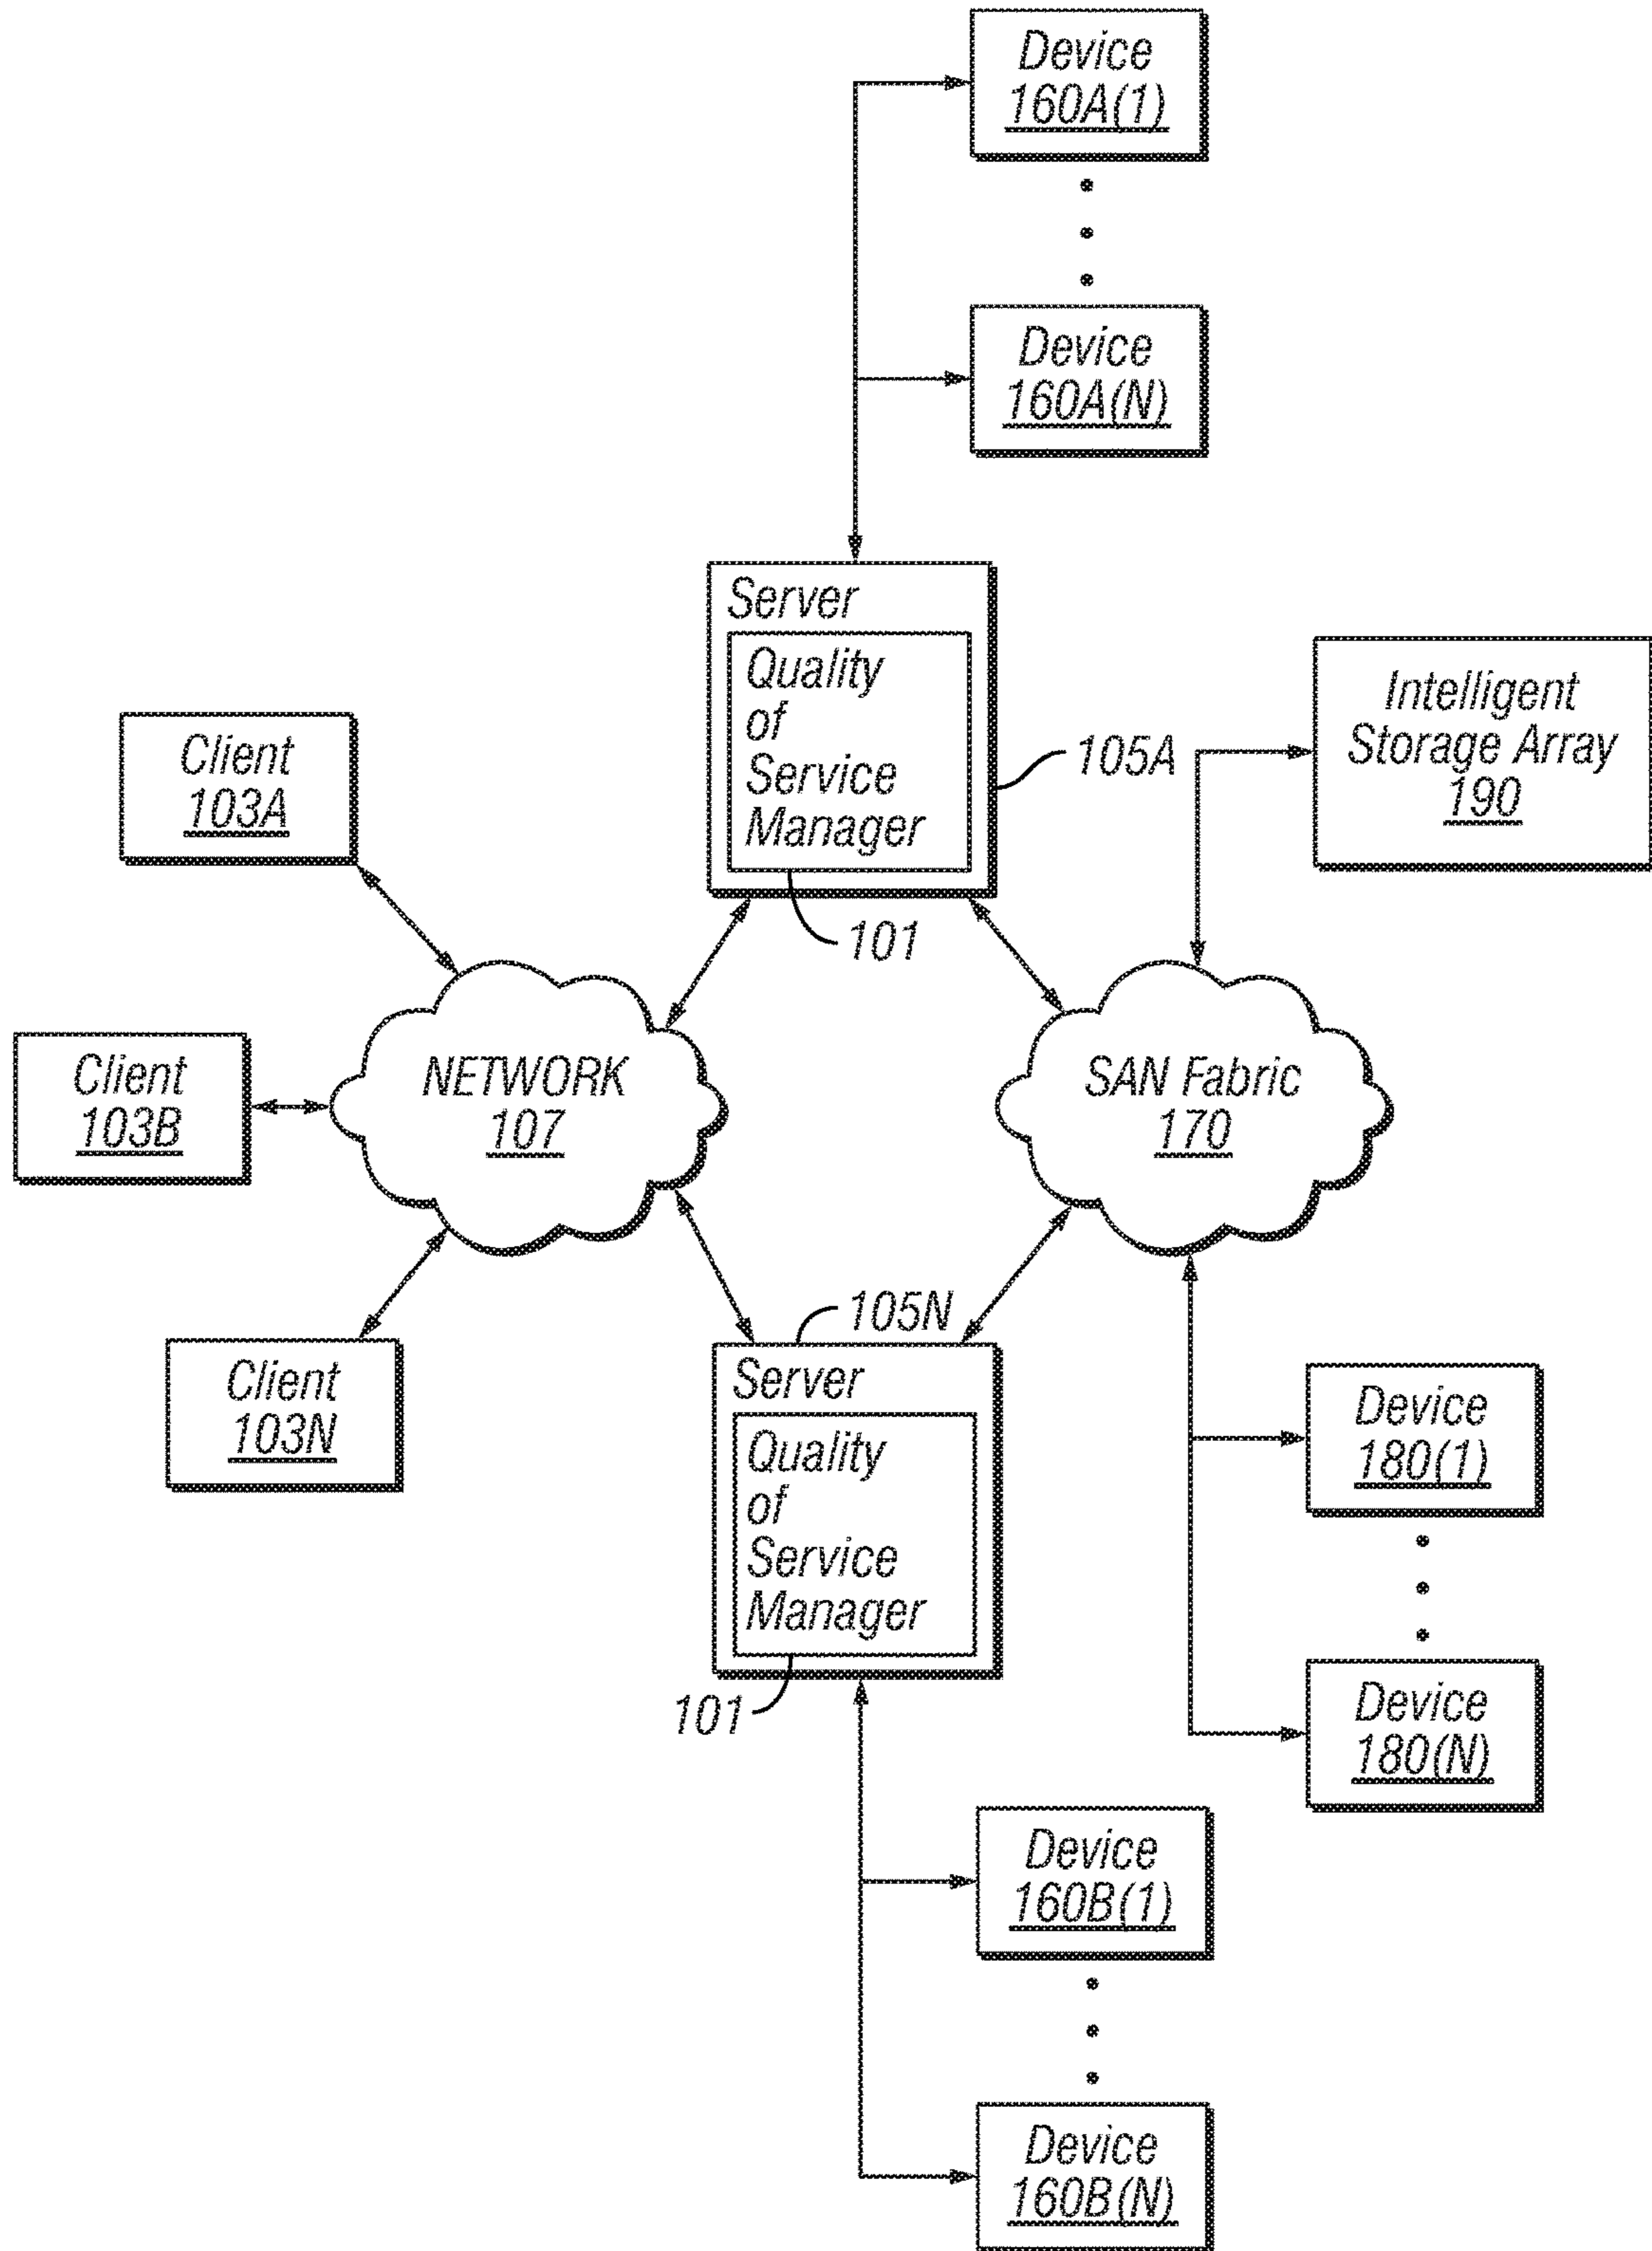 Device
160A(1)
Device
160A(N)
Server
Quality
of
Service
Manager
105A
101
Intelligent
Storage Array
190
Client
103A
Client
103B
Client
103N
NETWORK
107
SAN Fabric
170
105N
Server
Quality
of
Service
Manager
101
Device
180(1)
Device
180(N)
Device
160B(1)
Device
160B(N)